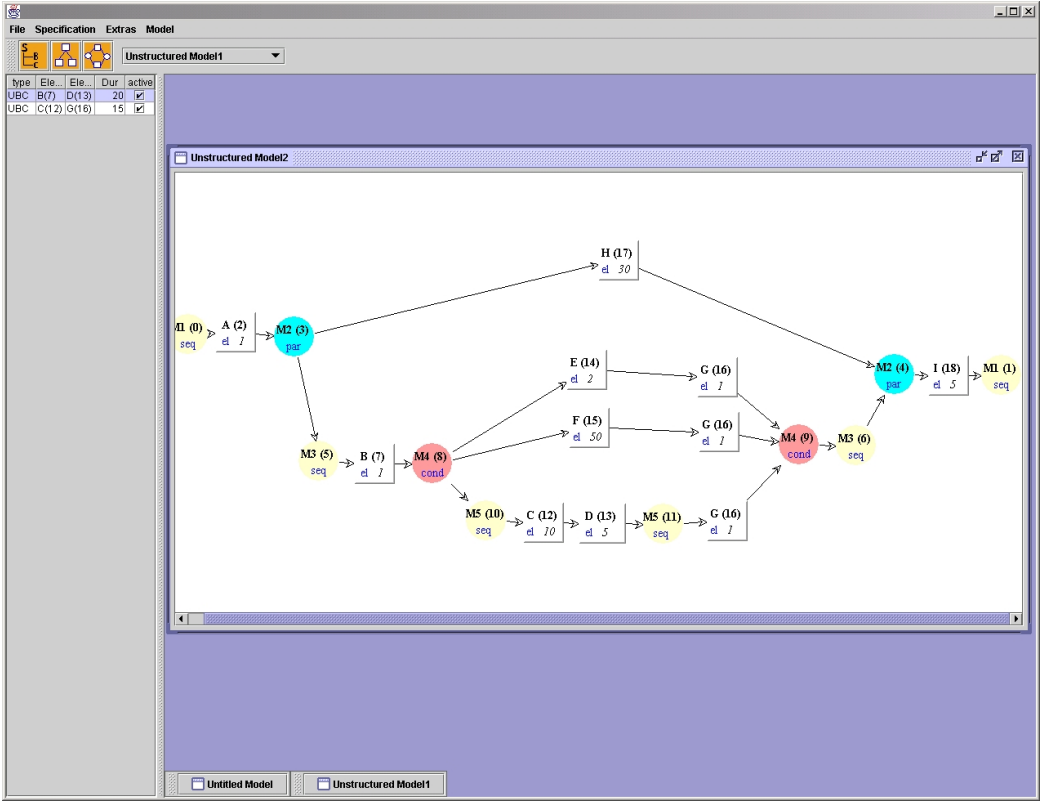 File Specification Extras Model
S
B
E
Unstructured Model1
type Ele... Ele... Dur active
UBC B(7) D(13) 20
UBC C(12) G(16) 15
Unstructured Model2
H (17)
el 30
M1 (0)
seq
A (2)
el 1
M2 (3)
par
E (14)
el 2
G (16)
el 1
M2 (4)
par
I (18)
el 5
M1 (1)
seq
F (15)
el 50
G (16)
el 1
M3 (5)
seq
B (7)
el 1
M4 (8)
cond
M4 (9)
cond
M3 (6)
seq
M5 (10)
seq
C (12)
el 10
D (13)
el 5
M5 (11)
seq
G (16)
el 1
Untitled Model
Unstructured Model1